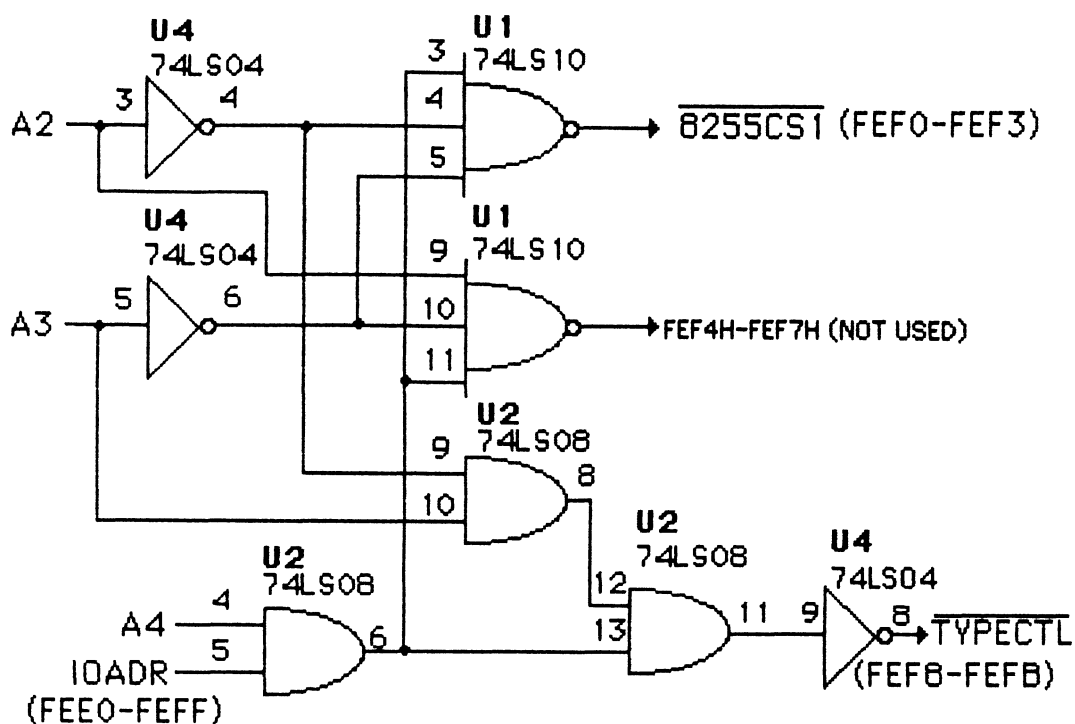 U4
74LS04
3
4
A2
U1
74LS10
3
4
5
8255CS1 (FEF0-FEF3)
U4
74LS04
5
6
A3
U1
74LS10
9
10
11
FEF4H-FEF7H (NOT USED)
U2
74LS08
9
10
8
U2
74LS08
4
5
6
A4
IOADR
(FEE0-FEFF)
U2
74LS08
12
13
11
U4
74LS04
9
8
TYPECTL
(FEF8-FEFB)